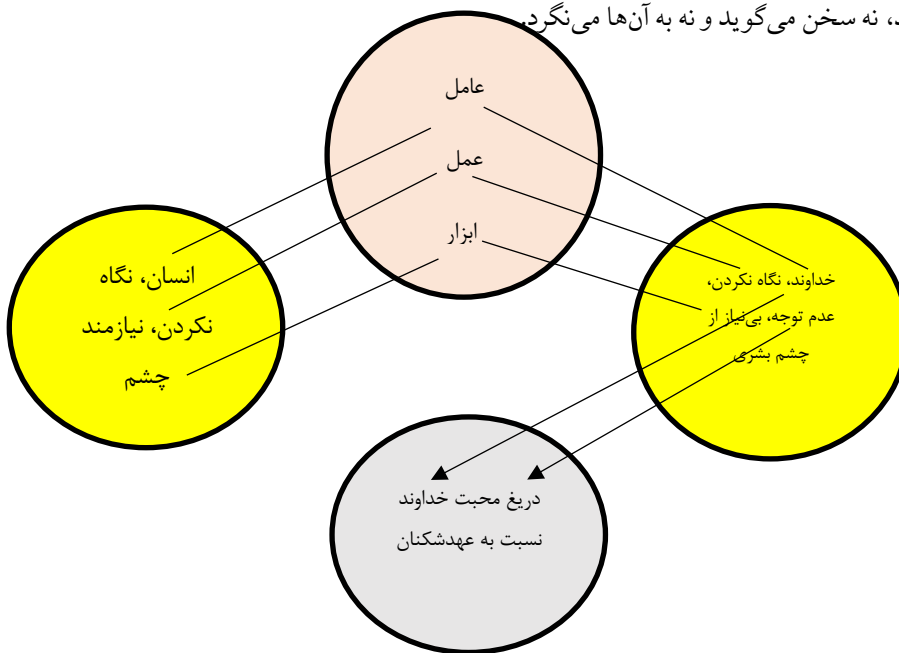 د، نه سخن می‌گوید و نه به آن‌ها می‌نگرد.
عامل
عمل
ابزار
خداوند، نگاه نکردن،
عدم توجه، بی‌نیاز از
چشم بشری
انسان، نگاه
نکردن، نیازمند
چشم
دریغ محبت خداوند
نسبت به عهدشکنان